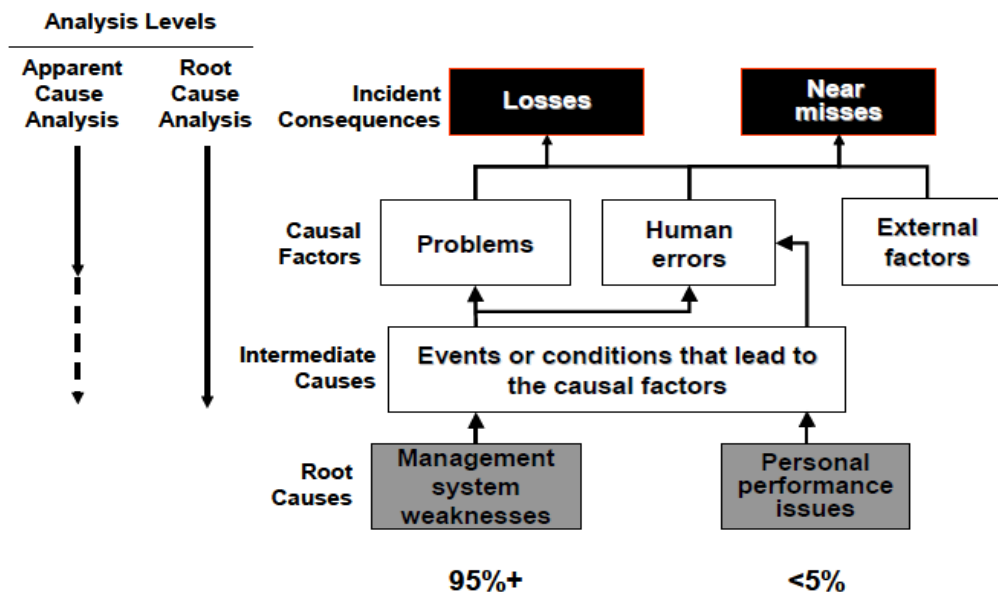 Analysis Levels
Apparent
Cause
Analysis
Root
Cause
Analysis
Incident
Consequences
Losses
Near
misses
Causal
Factors
Problems
Human
errors
External
factors
Intermediate
Causes
Events or conditions that lead to
the causal factors
Root
Causes
Management
system
weaknesses
Personal
performance
issues
95%+
<5%